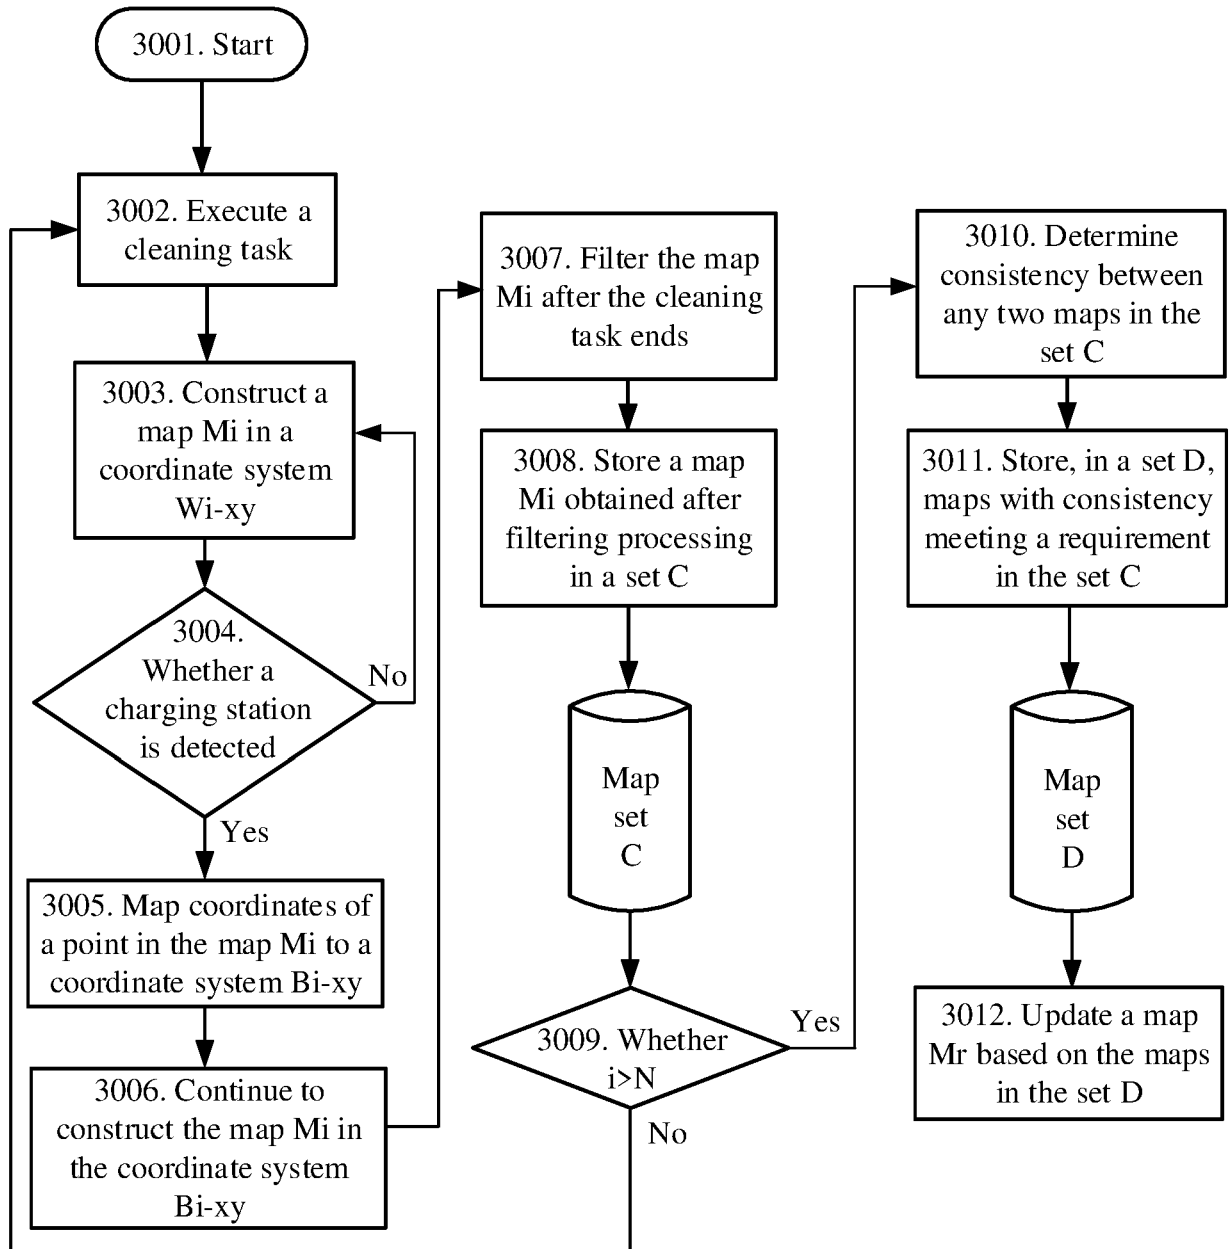 3001. Start
3002. Execute a
cleaning task
3003. Construct a
map Mi in a
coordinate system
Wi-xy
3004.
Whether a
charging station
is detected
No
Yes
3005. Map coordinates of
a point in the map Mi to a
coordinate system Bi-xy
3006. Continue to
construct the map Mi in
the coordinate system
Bi-xy
3007. Filter the map
Mi after the cleaning
task ends
3008. Store a map
Mi obtained after
filtering processing
in a set C
Map
set
C
3009. Whether
i>N
Yes
No
3010. Determine
consistency between
any two maps in the
set C
3011. Store, in a set D,
maps with consistency
meeting a requirement
in the set C
Map
set
D
3012. Update a map
Mr based on the maps
in the set D